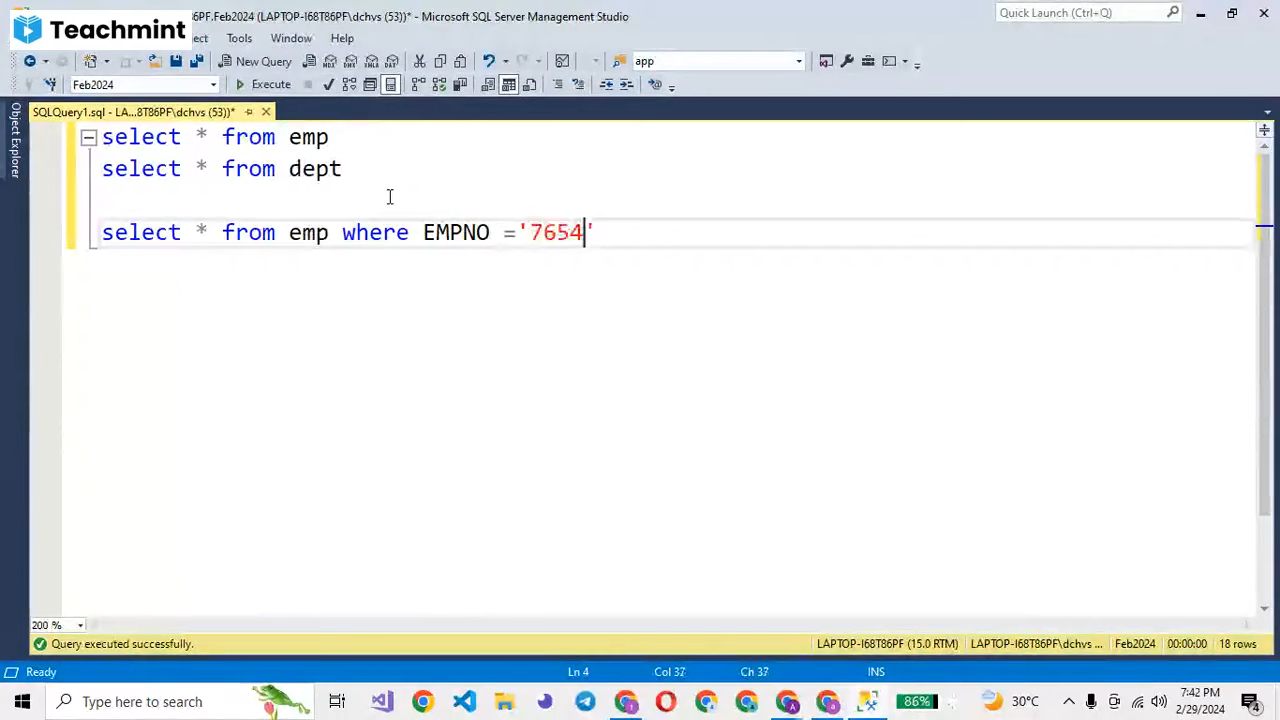 Teachmint
86PF.Feb2024 (LAPTOP-I68T86PF\dchvs (53))* - Microsoft SQL Server Management Studio
Quick Launch (Ctrl+Q)
Tools Window Help
New Query
app
Feb2024
Execute
SQLQuery1.sql - LA...8T86PF\dchvs (53))*
Object Explorer
select * from emp
select * from dept
select * from emp where EMPNO ='7654'
200 %
Query executed successfully.
LAPTOP-I68T86PF (15.0 RTM)
LAPTOP-I68T86PF\dchvs ...
Feb2024
00:00:00
18 rows
Ready
Ln 4
Col 37
Ch 37
INS
Type here to search
86%
30°C
7:42 PM
2/29/2024
4